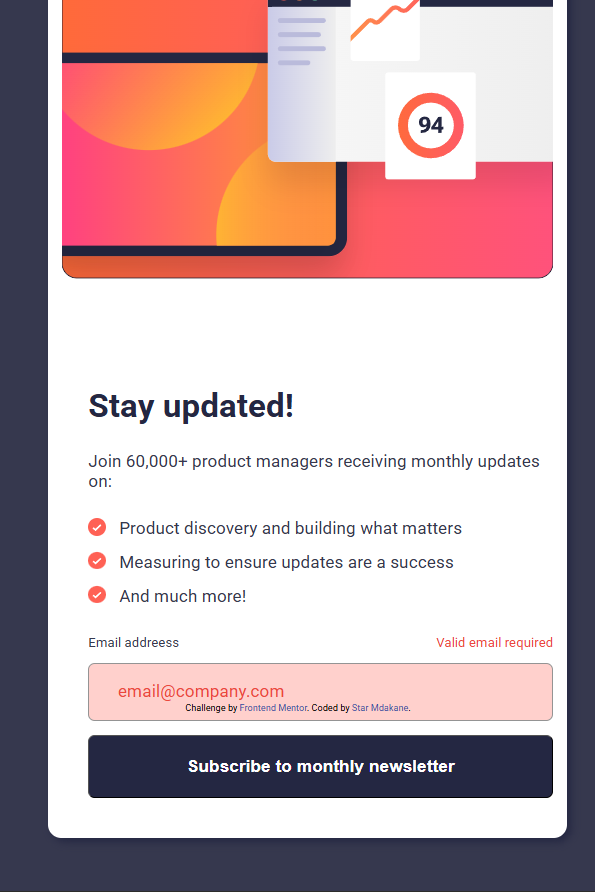 94
Stay updated!
Join 60,000+ product managers receiving monthly updates
on:
Product discovery and building what matters
Measuring to ensure updates are a success
And much more!
Email addreess
Valid email required
email@company.com
Challenge by Frontend Mentor. Coded by Star Mdakane.
Subscribe to monthly newsletter